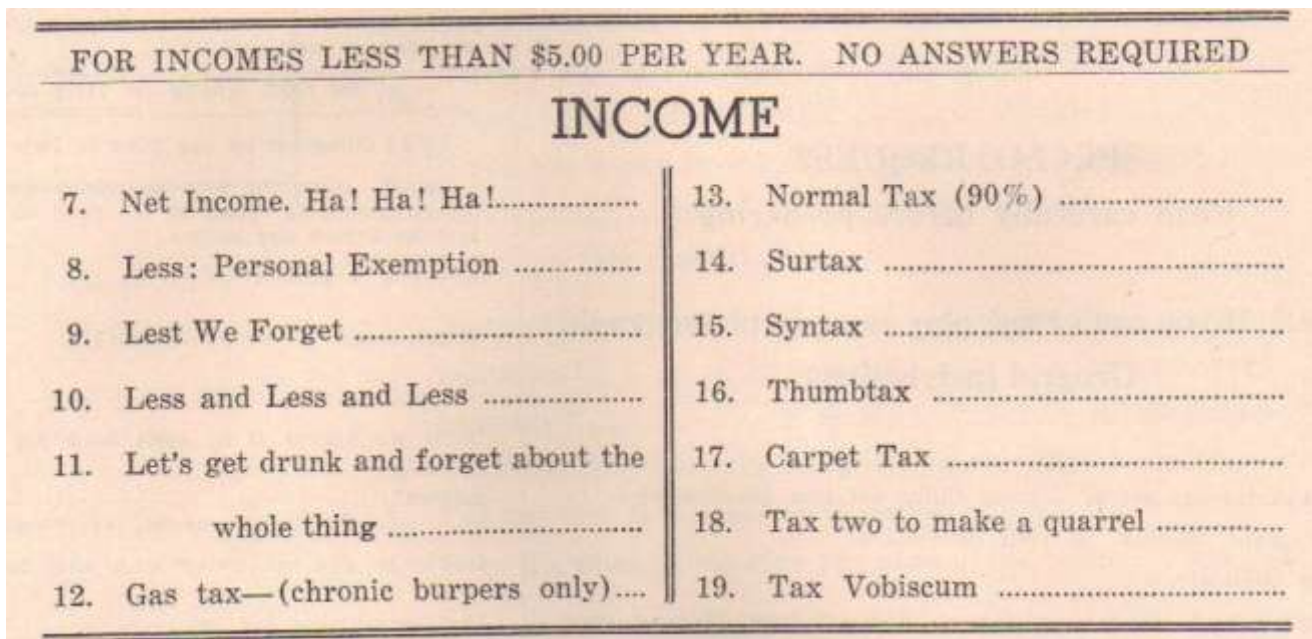 FOR INCOMES LESS THAN $5.00 PER YEAR. NO ANSWERS REQUIRED
INCOME
7. Net Income. Ha! Ha! Ha!.................
8. Less: Personal Exemption ................
9. Lest We Forget ....................................
10. Less and Less and Less ....................
11. Let's get drunk and forget about the
whole thing ................................
12. Gas tax—(chronic burpers only)....
13. Normal Tax (90%) ............................
14. Surtax ..................................................
15. Syntax ..................................................
16. Thumbtax ............................................
17. Carpet Tax ..........................................
18. Tax two to make a quarrel ................
19. Tax Vobiscum ....................................